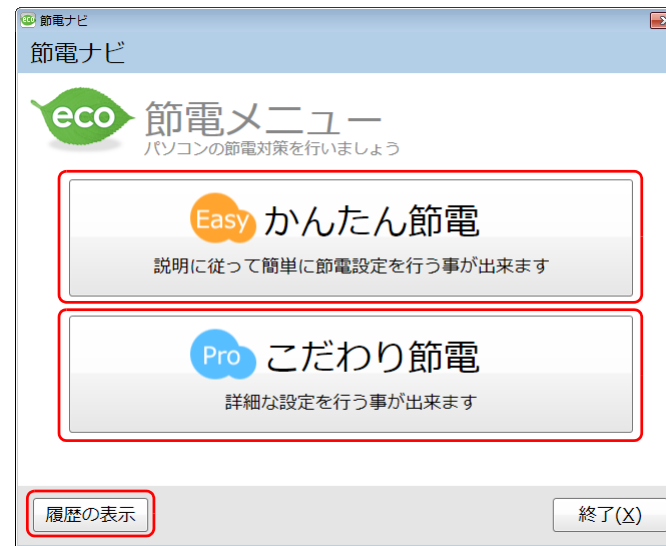 eco 節電ナビ
節電ナビ
eco 節電メニュー
パソコンの節電対策を行いましょう
Easy かんたん節電
説明に従って簡単に節電設定を行う事が出来ます
Pro こだわり節電
詳細な設定を行う事が出来ます
履歴の表示
終了(X)